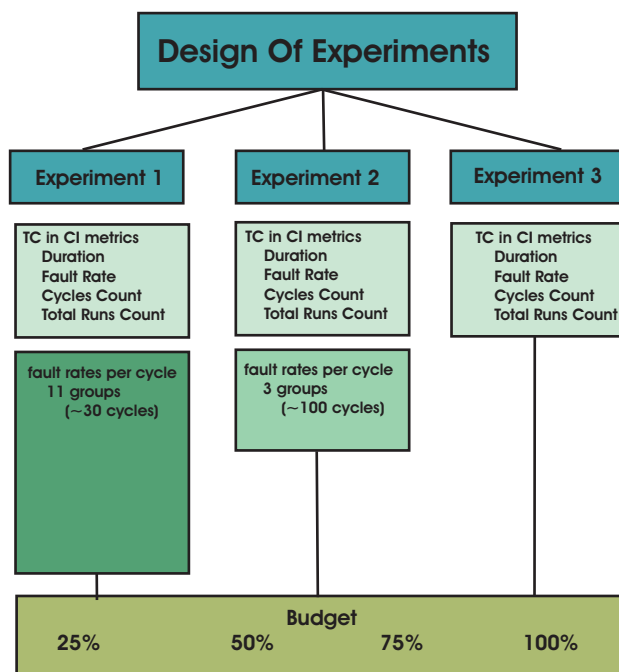 Design Of Experiments
Experiment 1
Experiment 2
Experiment 3
TC in CI metrics
Duration
Fault Rate
Cycles Count
Total Runs Count
TC in CI metrics
Duration
Fault Rate
Cycles Count
Total Runs Count
TC in CI metrics
Duration
Fault Rate
Cycles Count
Total Runs Count
fault rates per cycle
11 groups
(~30 cycles)
fault rates per cycle
3 groups
(~100 cycles)
Budget
25% 50% 75% 100%